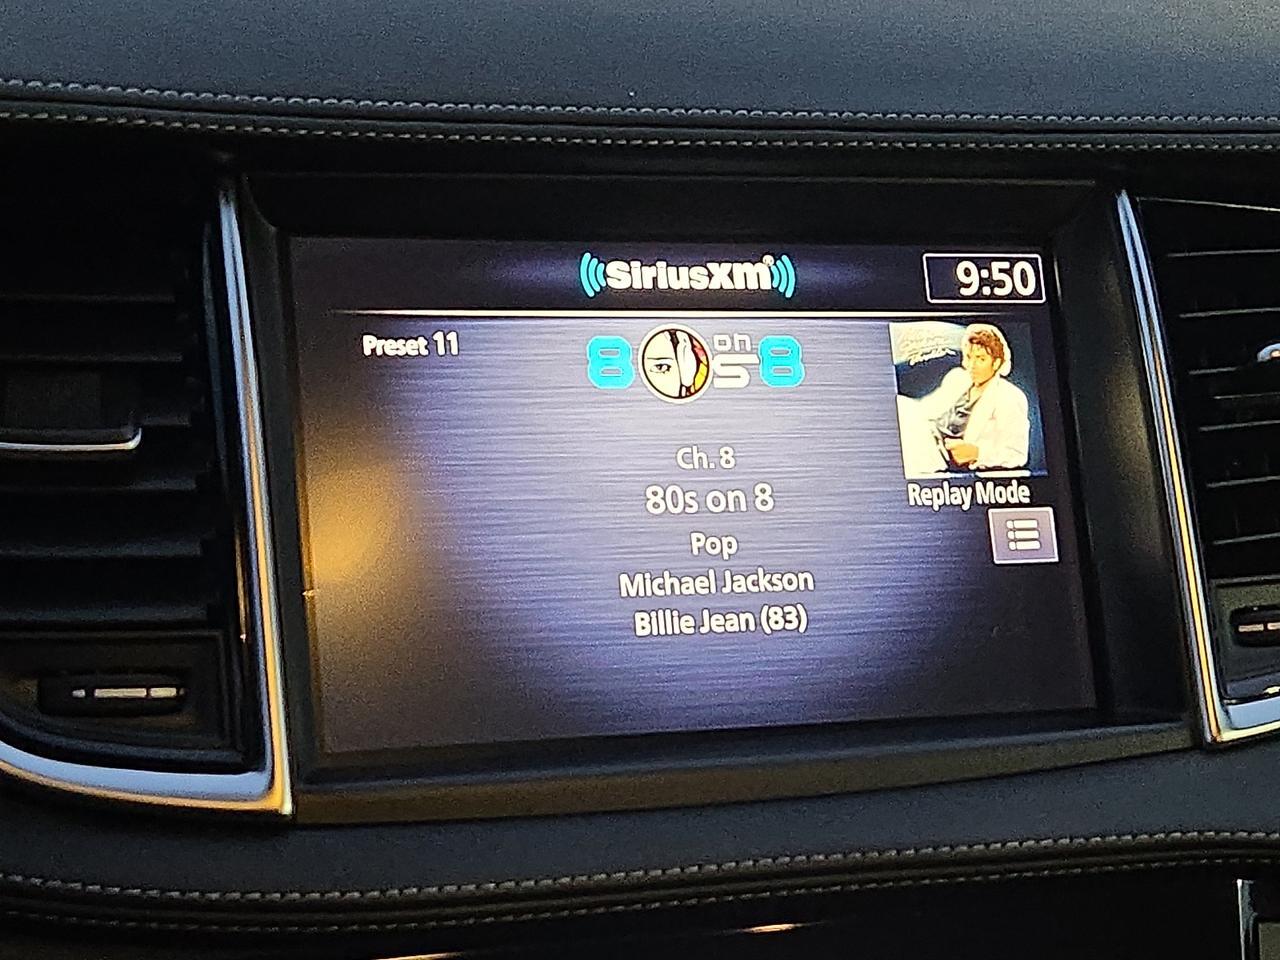 SiriusXM
9:50
Preset 11
80s on 8
Ch. 8
80s on 8
Pop
Michael Jackson
Billie Jean (83)
Replay Mode